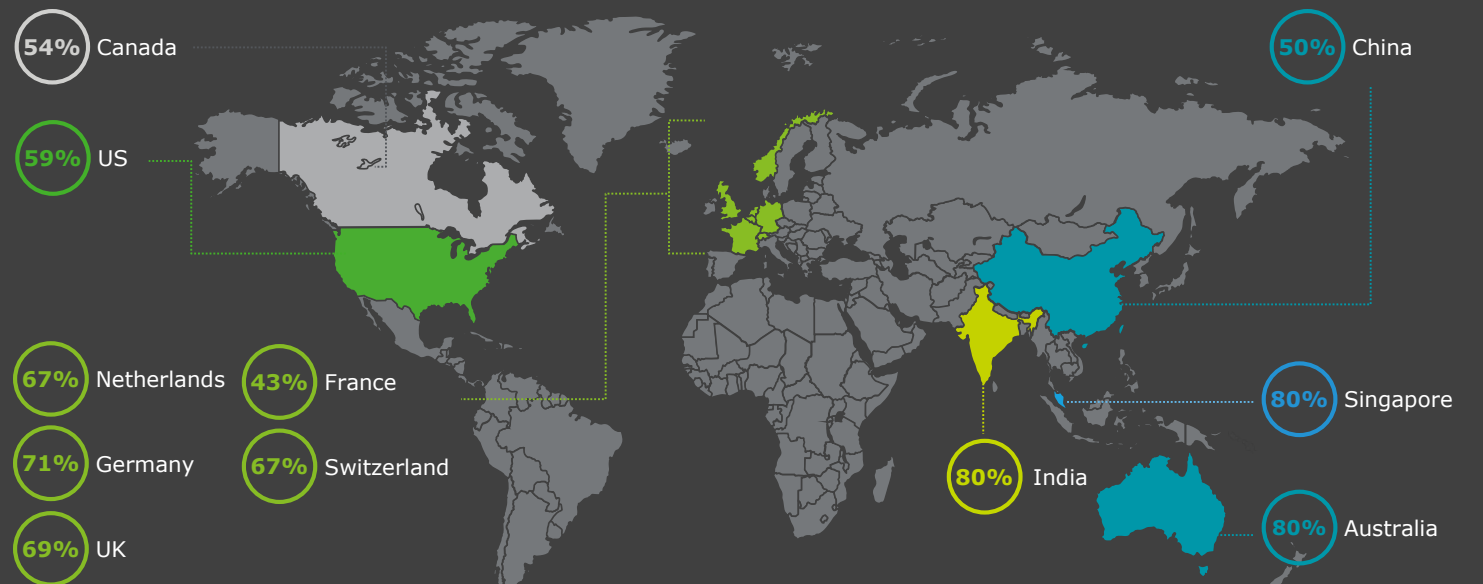 54% Canada
50% China
59% US
67% Netherlands
43% France
80% Singapore
71% Germany
67% Switzerland
80% India
80% Australia
69% UK